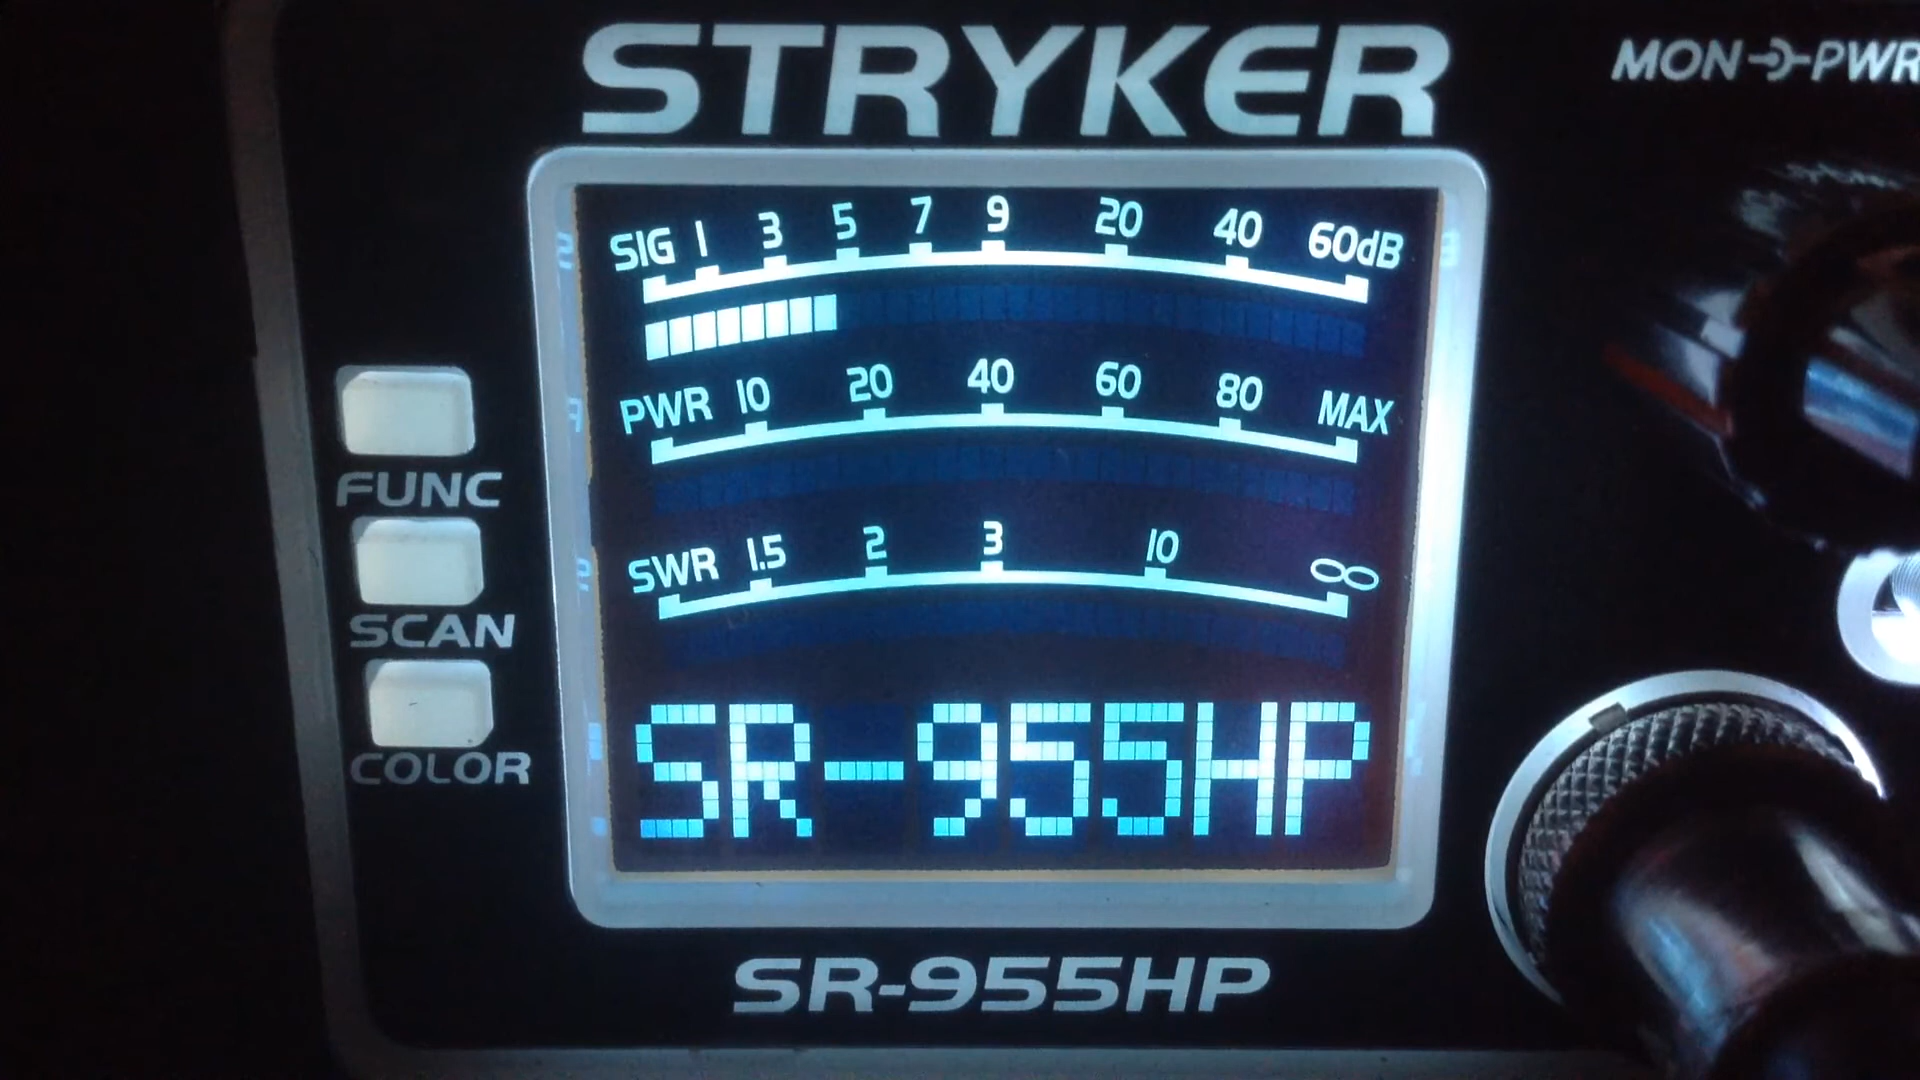 STRYKER
MON PWR
SIG 1 3 5 7 9 20 40 60dB
PWR 10 20 40 60 80 MAX
FUNC
SWR 1.5 2 3 10 ∞
SCAN
SR-955HP
COLOR
SR-955HP